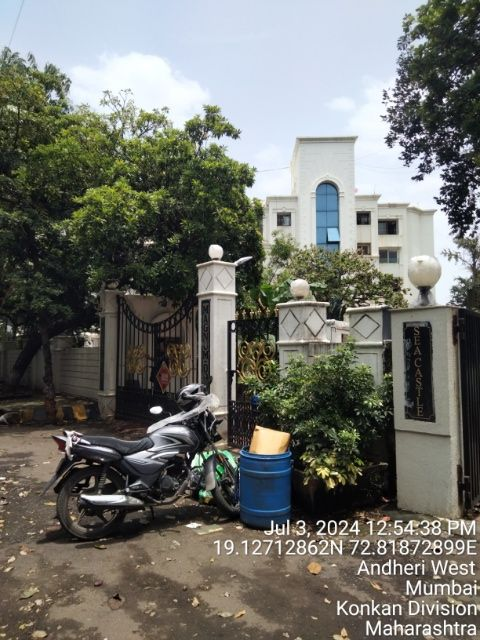 SEA CASTLE
Jul 3, 2024 12:54:38 PM
19.12712862N 72.81872899E
Andheri West
Mumbai
Konkan Division
Maharashtra